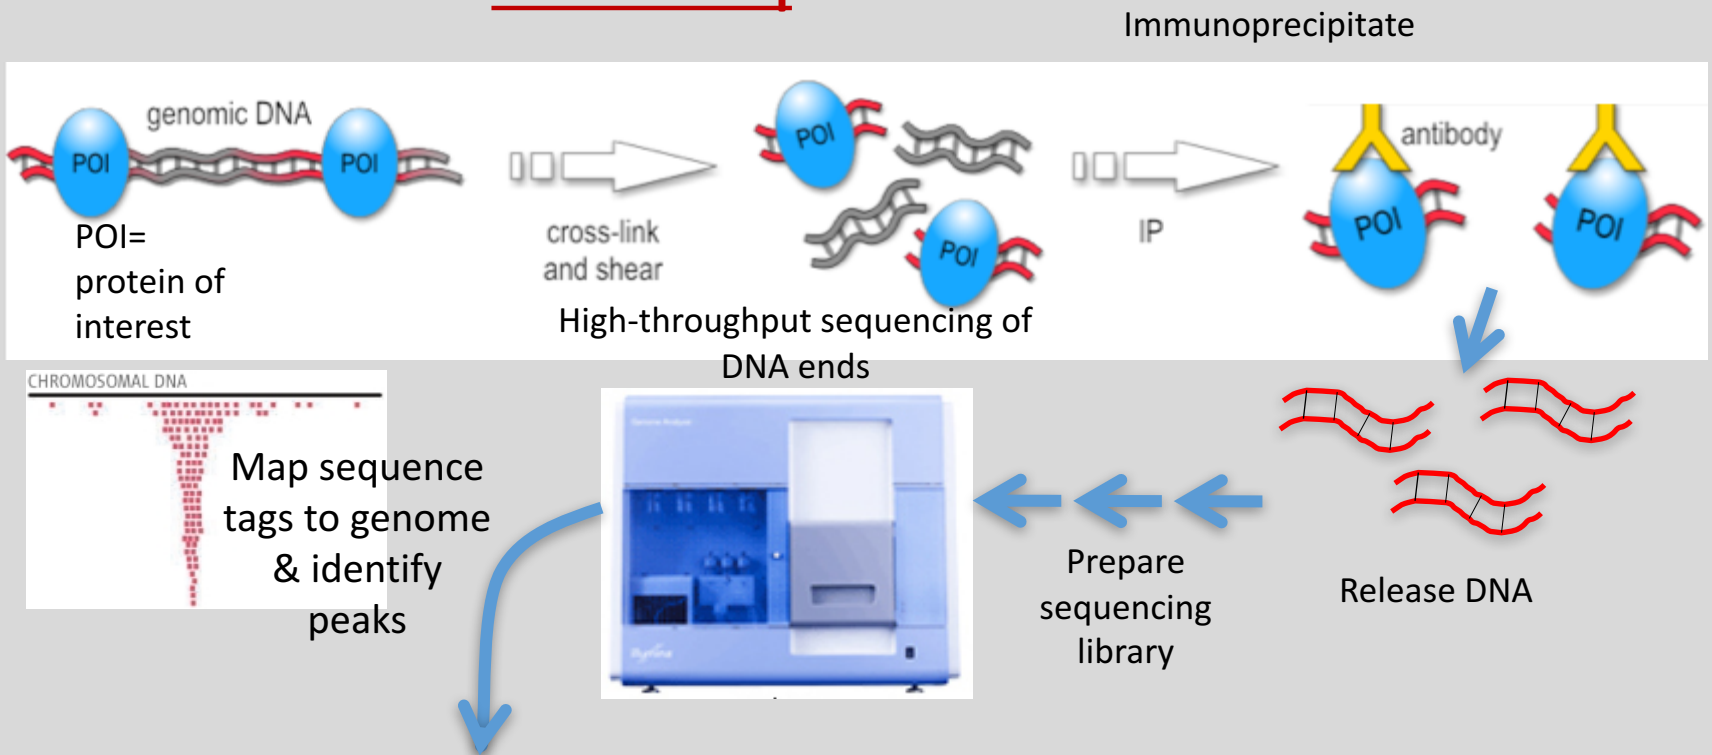 Immunoprecipitate
genomic DNA
POI
POI
POI=
protein of
interest
cross-link
and shear
POI
POI
IP
antibody
POI
POI
High-throughput sequencing of
DNA ends
CHROMOSOMAL DNA
Map sequence
tags to genome
& identify
peaks
Genome Analyzer
Prepare
sequencing
library
Release DNA